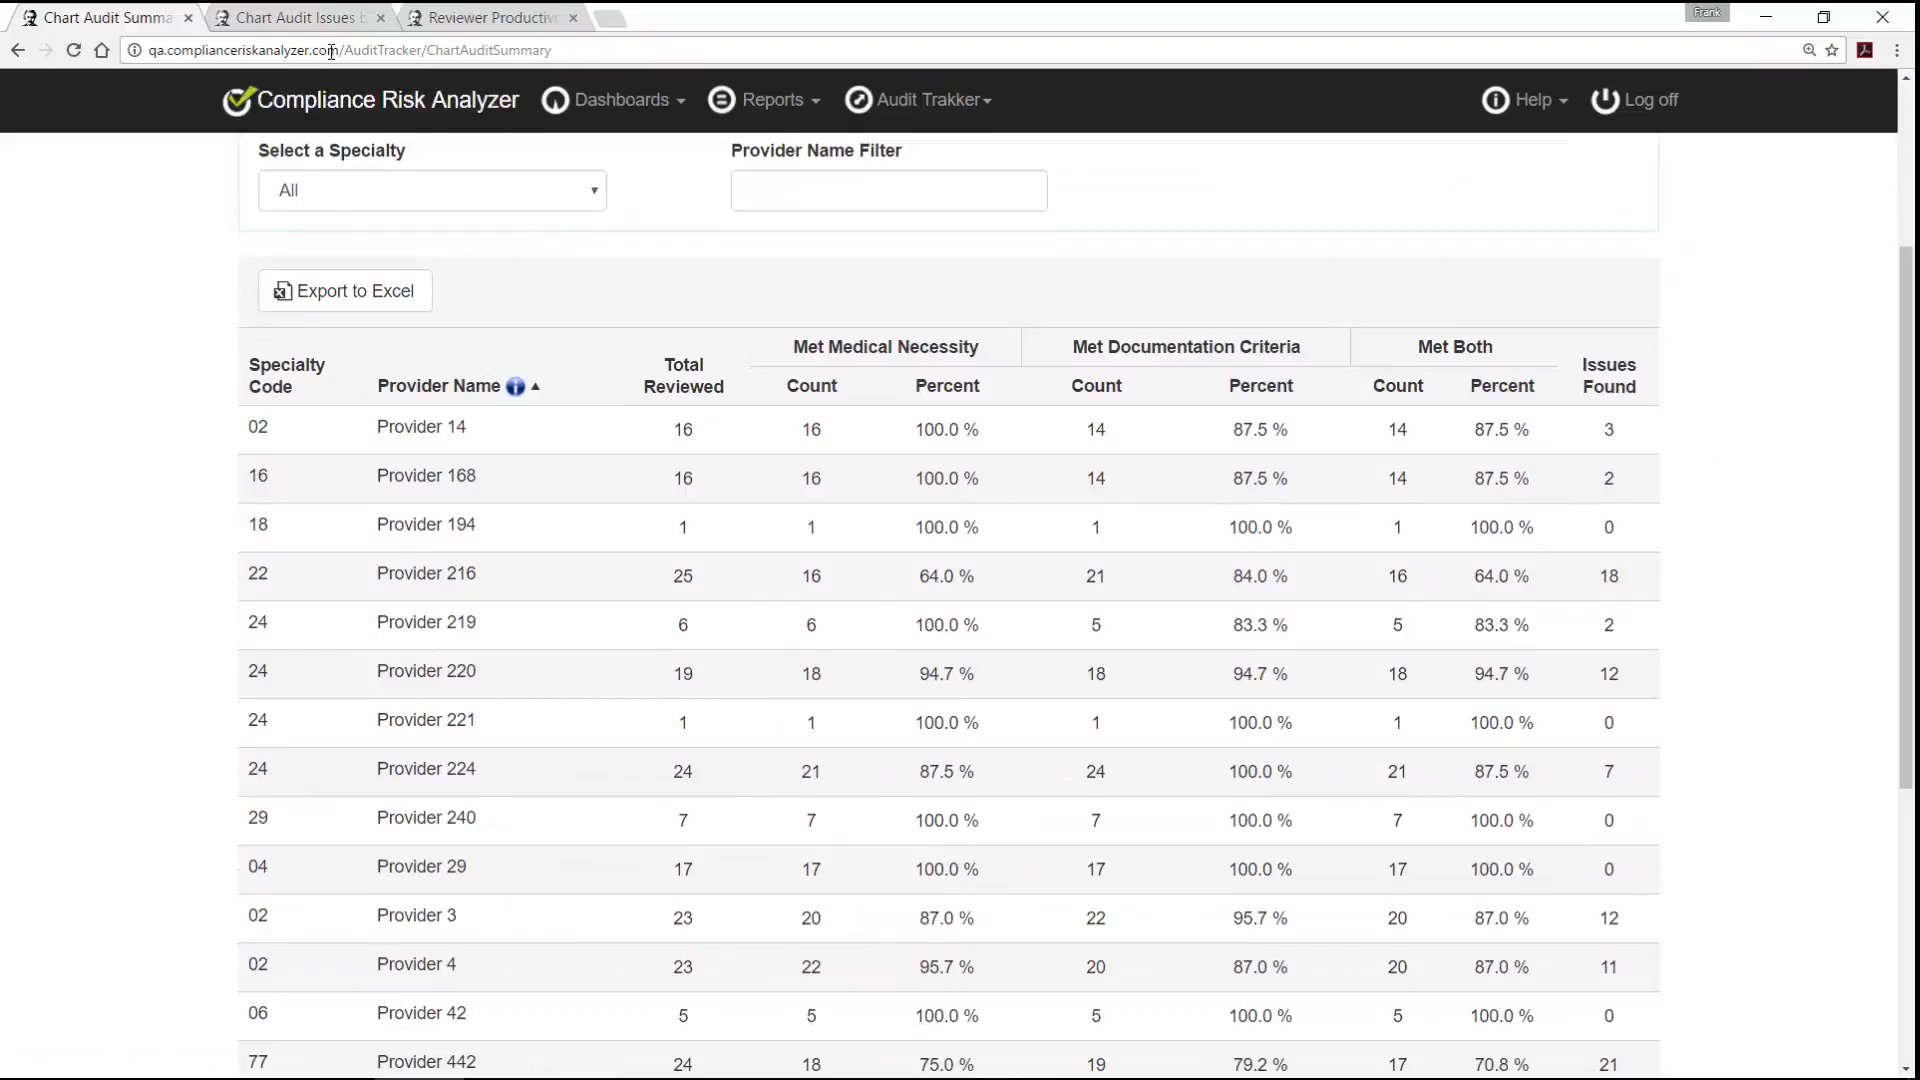 Chart Audit Summa
Chart Audit Issues b
Reviewer Productiv
Frank
qa.complianceriskanalyzer.com/AuditTracker/ChartAuditSummary
Compliance Risk Analyzer
Dashboards
Reports
Audit Trakker
Help
Log off
Select a Specialty
Provider Name Filter
All
Export to Excel
Met Medical Necessity Met Documentation Criteria Met Both
Specialty Code Provider Name Total Reviewed Count Percent Count Percent Count Percent Issues Found
02 Provider 14 16 16 100.0 % 14 87.5 % 14 87.5 % 3
16 Provider 168 16 16 100.0 % 14 87.5 % 14 87.5 % 2
18 Provider 194 1 1 100.0 % 1 100.0 % 1 100.0 % 0
22 Provider 216 25 16 64.0 % 21 84.0 % 16 64.0 % 18
24 Provider 219 6 6 100.0 % 5 83.3 % 5 83.3 % 2
24 Provider 220 19 18 94.7 % 18 94.7 % 18 94.7 % 12
24 Provider 221 1 1 100.0 % 1 100.0 % 1 100.0 % 0
24 Provider 224 24 21 87.5 % 24 100.0 % 21 87.5 % 7
29 Provider 240 7 7 100.0 % 7 100.0 % 7 100.0 % 0
04 Provider 29 17 17 100.0 % 17 100.0 % 17 100.0 % 0
02 Provider 3 23 20 87.0 % 22 95.7 % 20 87.0 % 12
02 Provider 4 23 22 95.7 % 20 87.0 % 20 87.0 % 11
06 Provider 42 5 5 100.0 % 5 100.0 % 5 100.0 % 0
77 Provider 442 24 18 75.0 % 19 79.2 % 17 70.8 % 21